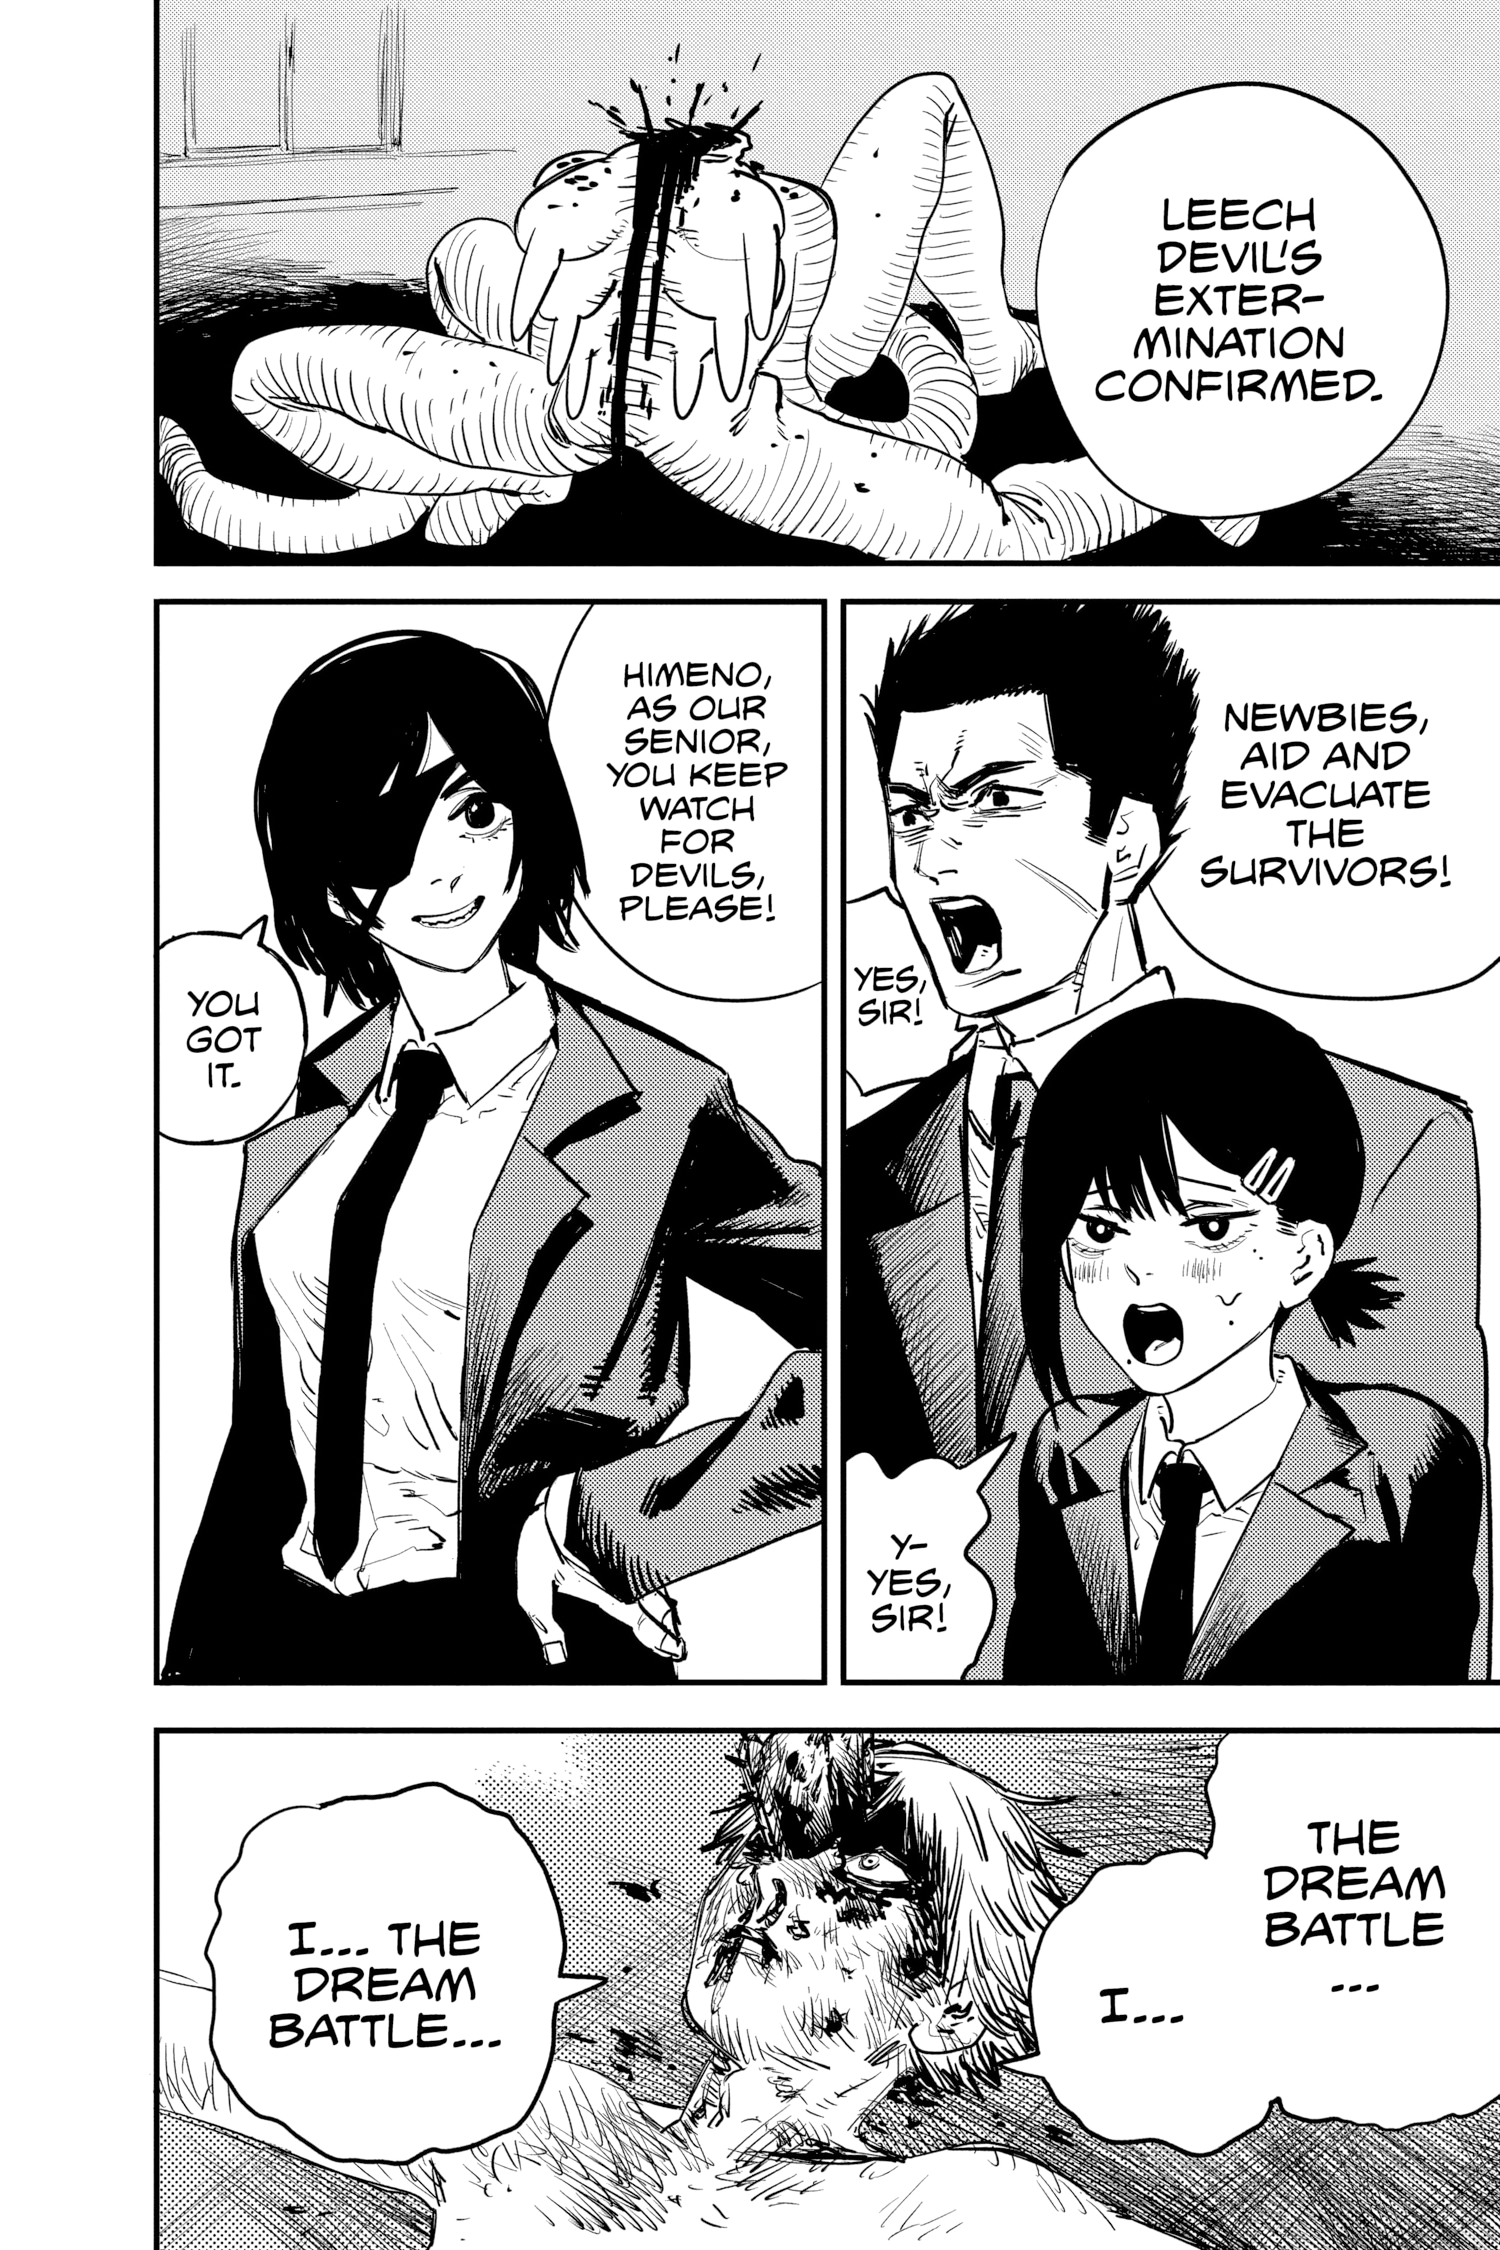 LEECH
DEVIL'S
EXTER-
MINATION
CONFIRMED.
NEWBIES,
AID AND
EVACUATE
THE
SURVIVORS!
YES,
SIR!
Y-
YES,
SIR!
HIMENO,
AS OUR
SENIOR,
YOU KEEP
WATCH
FOR
DEVILS,
PLEASE!
YOU
GOT
IT.
THE
DREAM
BATTLE
...
I...
I... THE
DREAM
BATTLE...